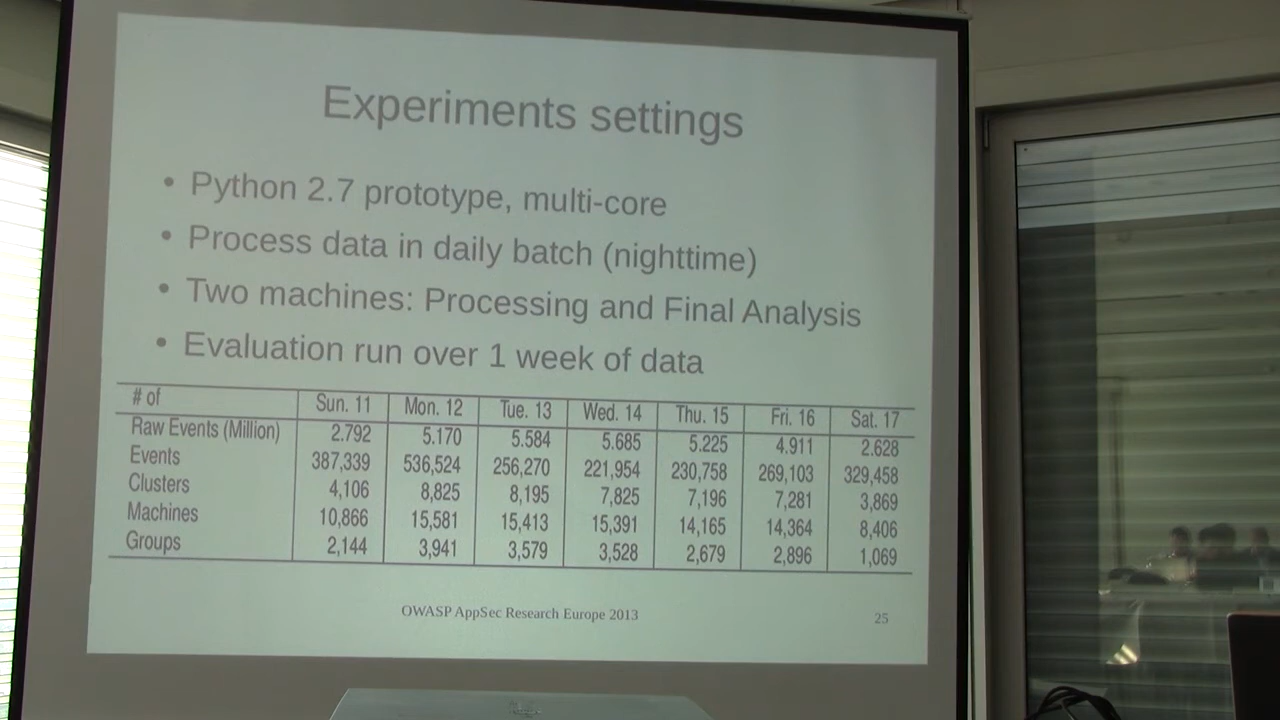 Experiments settings
• Python 2.7 prototype, multi-core
• Process data in daily batch (nighttime)
• Two machines: Processing and Final Analysis
• Evaluation run over 1 week of data
# of Sun. 11 Mon. 12 Tue. 13 Wed. 14 Thu. 15 Fri. 16 Sat. 17
Raw Events (Million) 2.792 5.170 5.584 5.685 5.225 4.911 2.628
Events 387,339 536,524 256,270 221,954 230,758 269,103 329,458
Clusters 4,106 8,825 8,195 7,825 7,196 7,281 3,869
Machines 10,866 15,581 15,413 15,391 14,165 14,364 8,406
Groups 2,144 3,941 3,579 3,528 2,679 2,896 1,069
OWASP AppSec Research Europe 2013 25